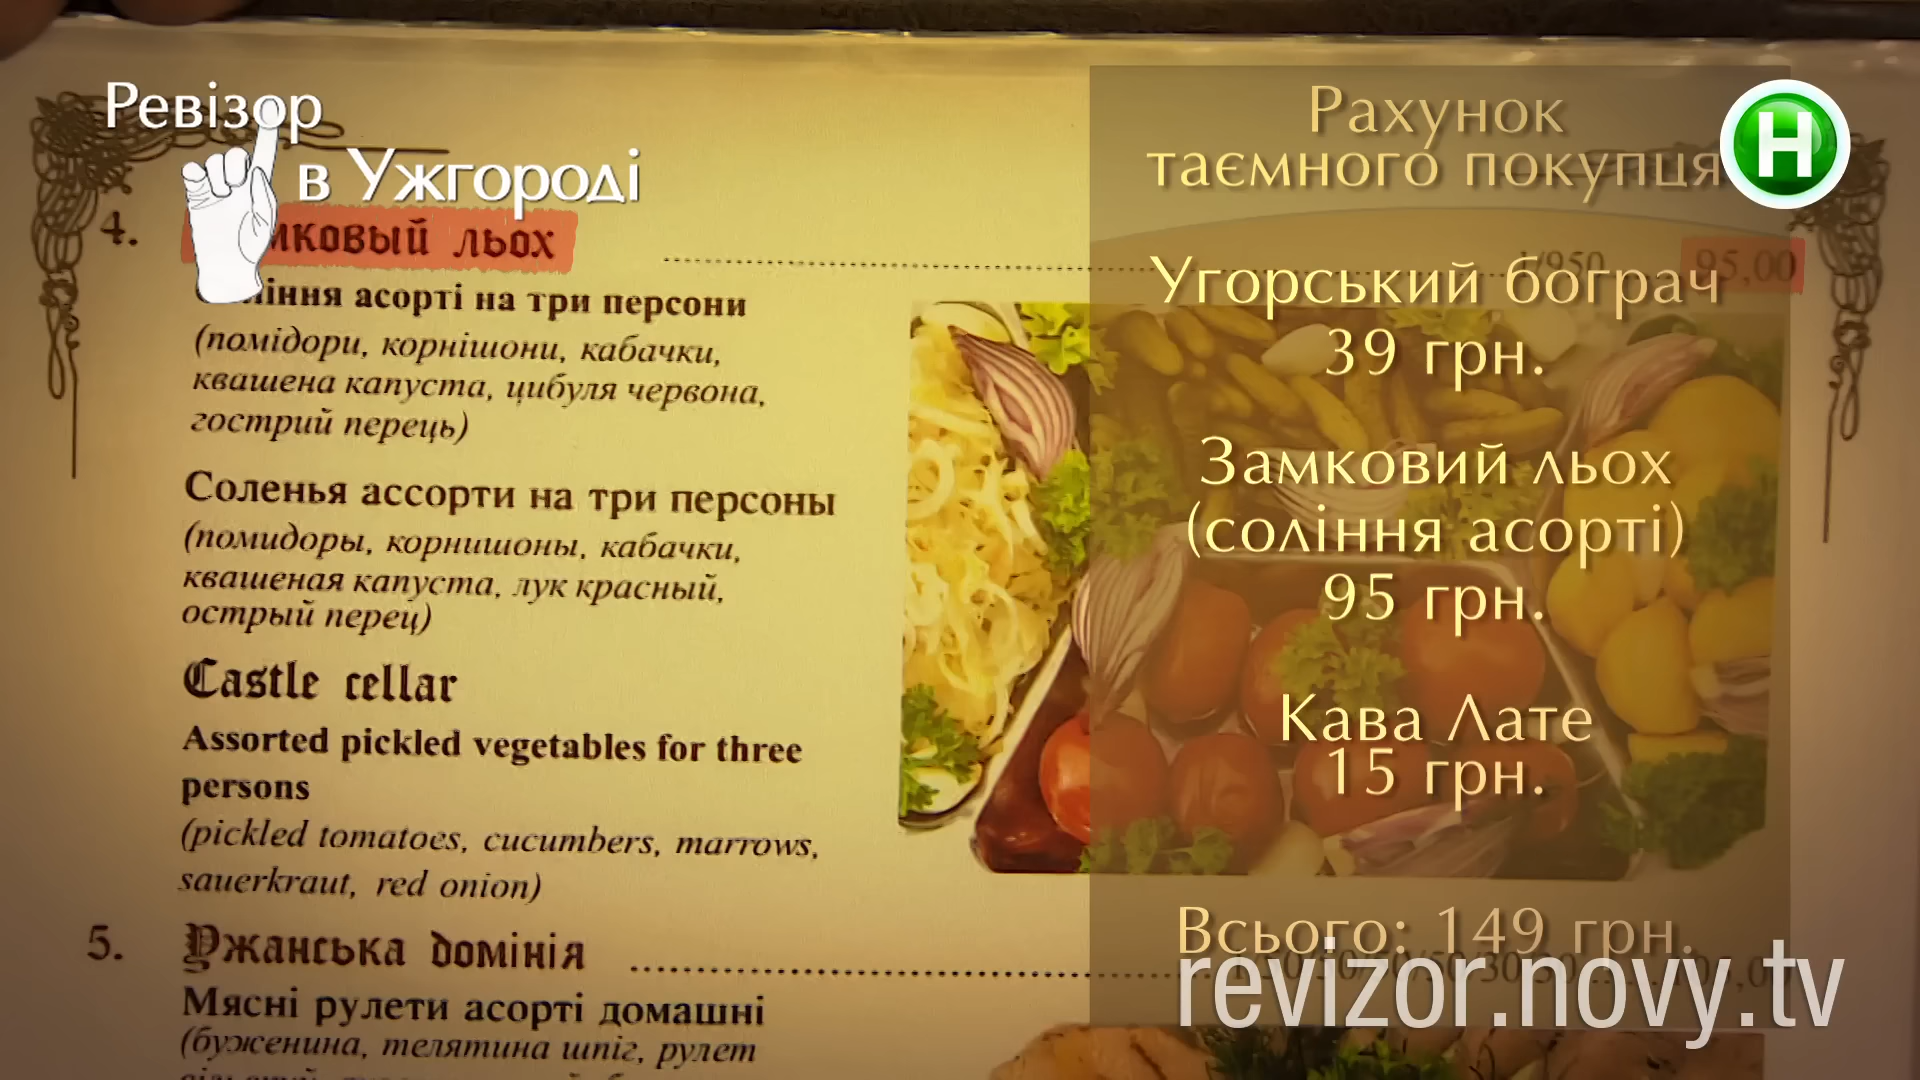 Ревізор
в Ужгороді
4.
мковый льох
1/950
95,00
ління асорті на три персони
(помідори, корнішони, кабачки,
квашена капуста, цибуля червона,
гострий перець)
Соленья ассорти на три персоны
(помидоры, корнишоны, кабачки,
квашеная капуста, лук красный,
острый перец)
Castle cellar
Assorted pickled vegetables for three
persons
(pickled tomatoes, cucumbers, marrows,
sauerkraut, red onion)
5. Ужанська домінія
Мясні рулети асорті домашні
(буженина, телятина шпіг, рулет
Рахунок
таємного покупця
Н
Угорський бограч
39 грн.
Замковий льох
(соління асорті)
95 грн.
Кава Лате
15 грн.
Всього: 149 грн.
revizor.novy.tv